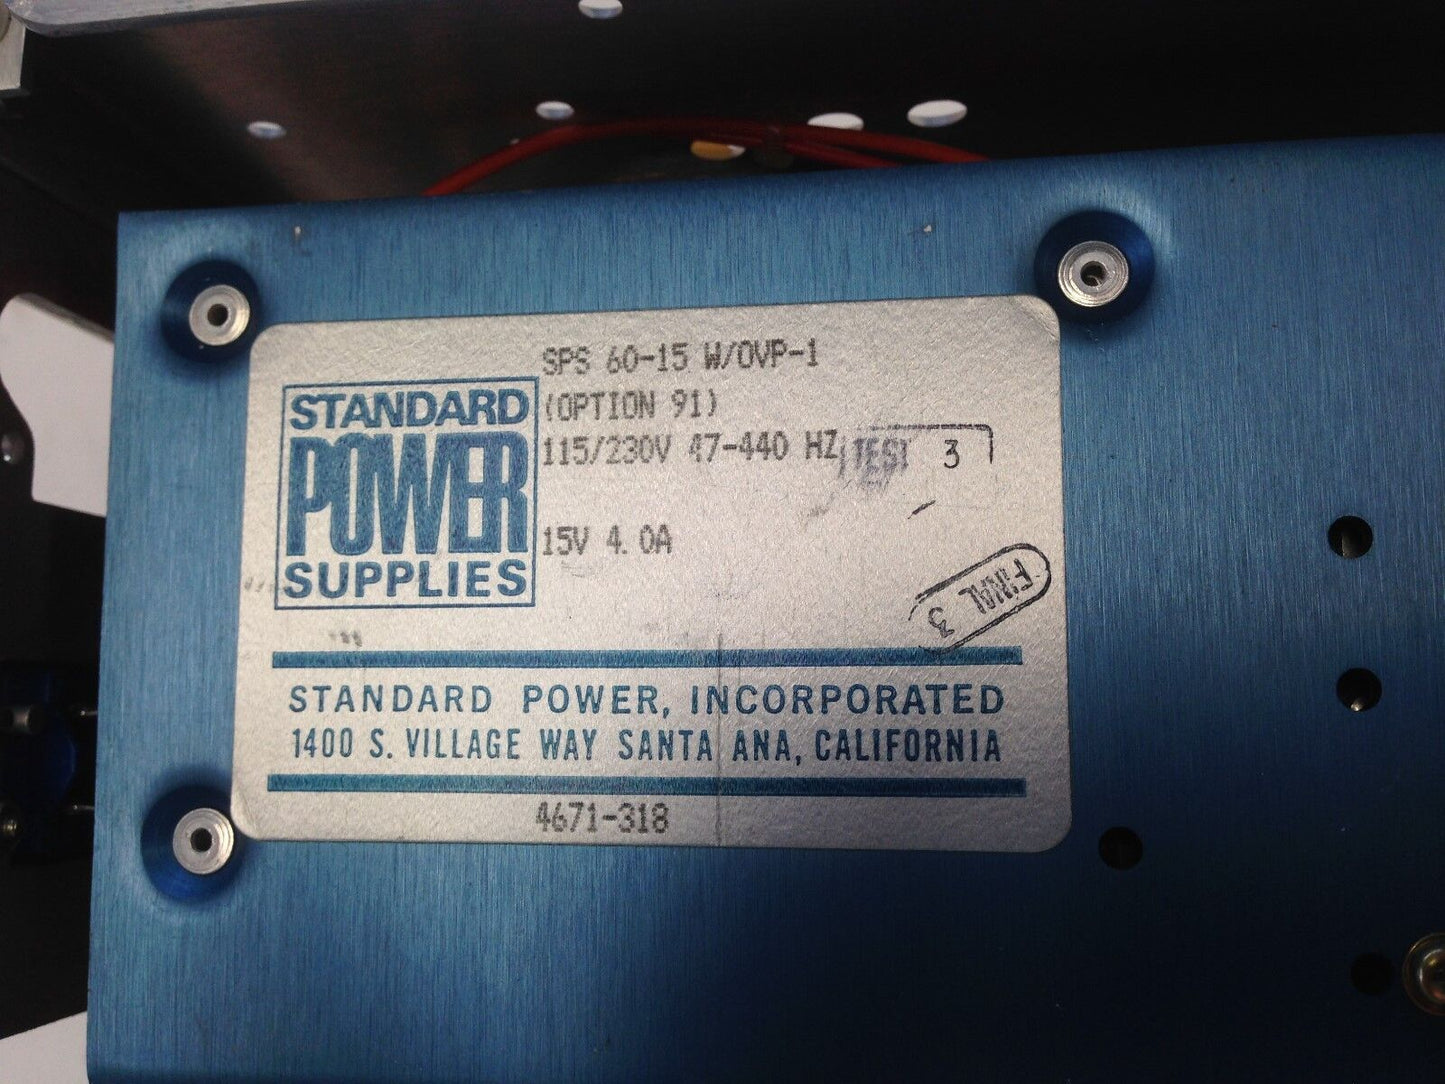 SPS 60-15 W/OVP-1
(OPTION 91)
115/230V 47-440 HZ
15V 4.0A
STANDARD
POWER
SUPPLIES
TEST 3
FINAL 3
STANDARD POWER, INCORPORATED
1400 S. VILLAGE WAY SANTA ANA, CALIFORNIA
4671-318